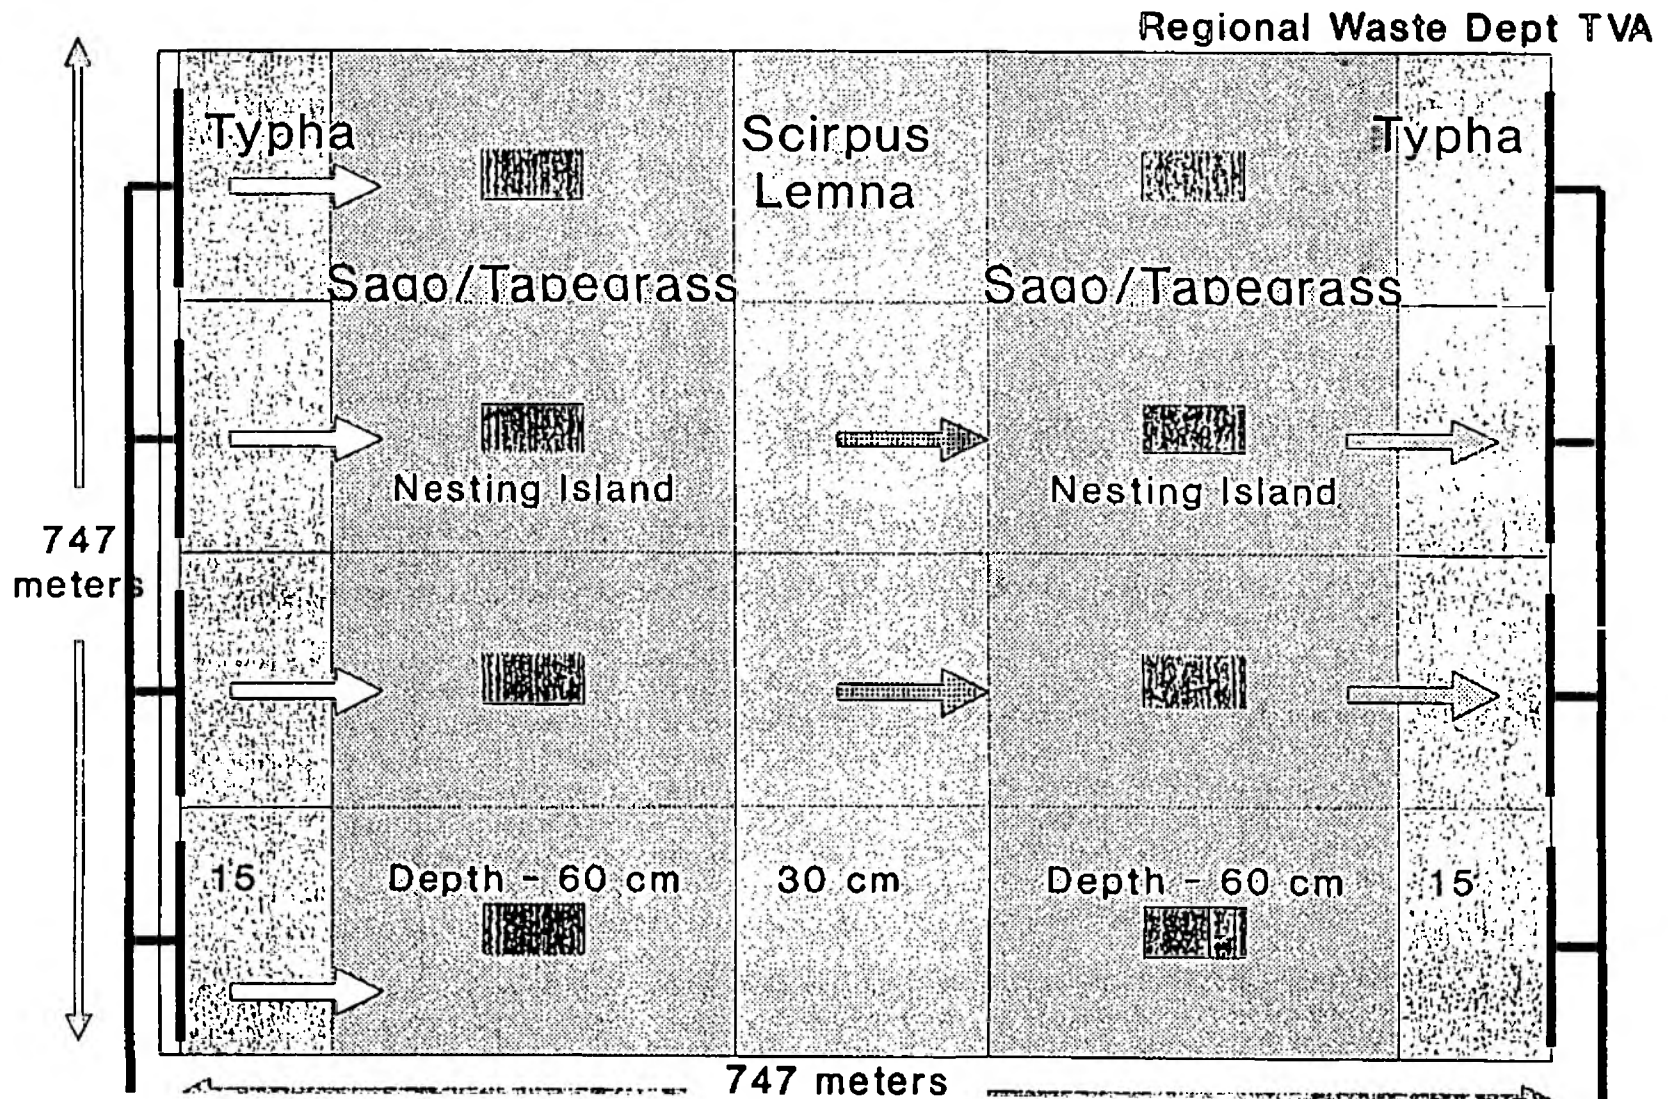 Regional Waste Dept TVA
Typha
Scirpus
Lemna
Typha
Sago/Tapegrass
Sago/Tapegrass
Nesting Island
Nesting Island
747
meters
15
Depth - 60 cm
30 cm
Depth - 60 cm
15
747 meters